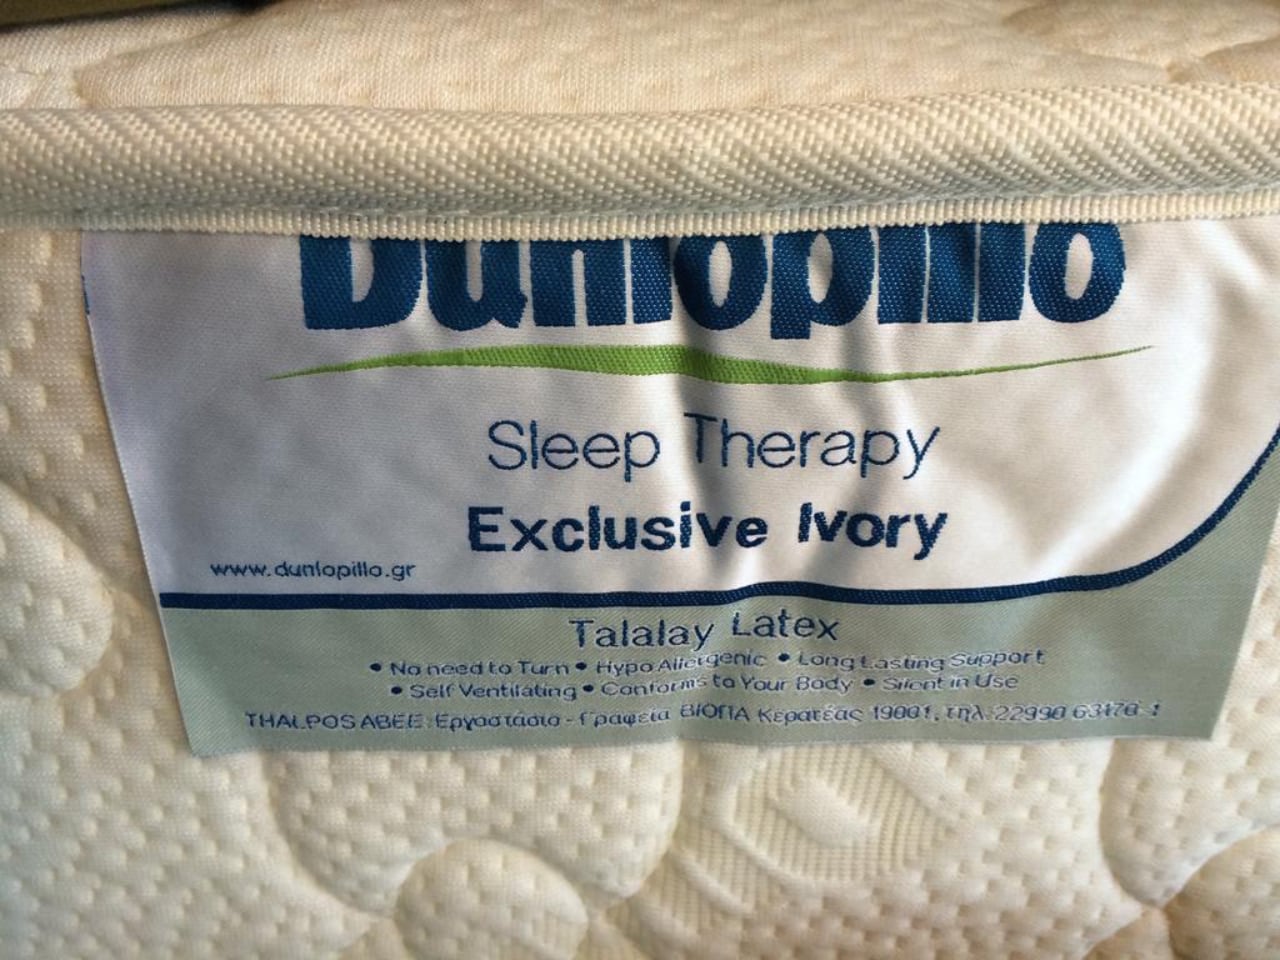 Dunlopillo
Sleep Therapy
Exclusive Ivory
www.dunlopillo.gr
Talalay Latex
• No need to Turn • Hypo Allergenic • Long Lasting Support
• Self Ventilating • Conforms to Your Body • Silent in Use
THALPOS ABEE: Εργοστάσιο - Γραφεία ΒΙΟΠΑ Κερατέας 19001, τηλ: 22990 63170-1